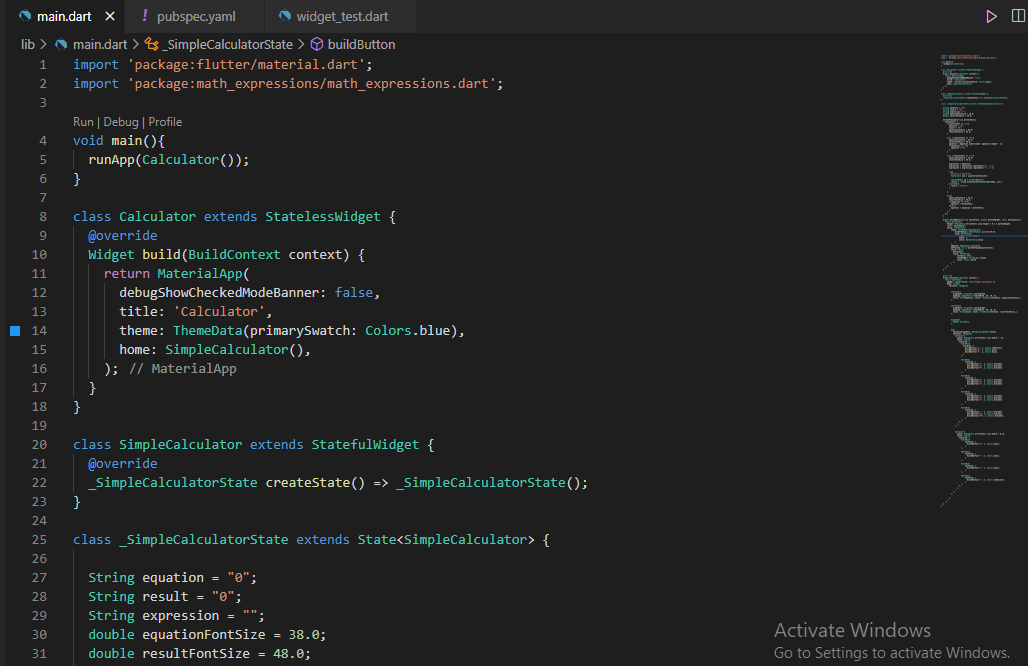 main.dart × ! pubspec.yaml widget_test.dart
lib > main.dart > _SimpleCalculatorState > buildButton
1 import 'package:flutter/material.dart';
2 import 'package:math_expressions/math_expressions.dart';
3
Run | Debug | Profile
4 void main(){
5 runApp(Calculator());
6 }
7
8 class Calculator extends StatelessWidget {
9 @override
10 Widget build(BuildContext context) {
11 return MaterialApp(
12 debugShowCheckedModeBanner: false,
13 title: 'Calculator',
14 theme: ThemeData(primarySwatch: Colors.blue),
15 home: SimpleCalculator(),
16 ); // MaterialApp
17 }
18 }
19
20 class SimpleCalculator extends StatefulWidget {
21 @override
22 _SimpleCalculatorState createState() => _SimpleCalculatorState();
23 }
24
25 class _SimpleCalculatorState extends State<SimpleCalculator> {
26
27 String equation = "0";
28 String result = "0";
29 String expression = "";
30 double equationFontSize = 38.0;
31 double resultFontSize = 48.0;
Activate Windows
Go to Settings to activate Windows.